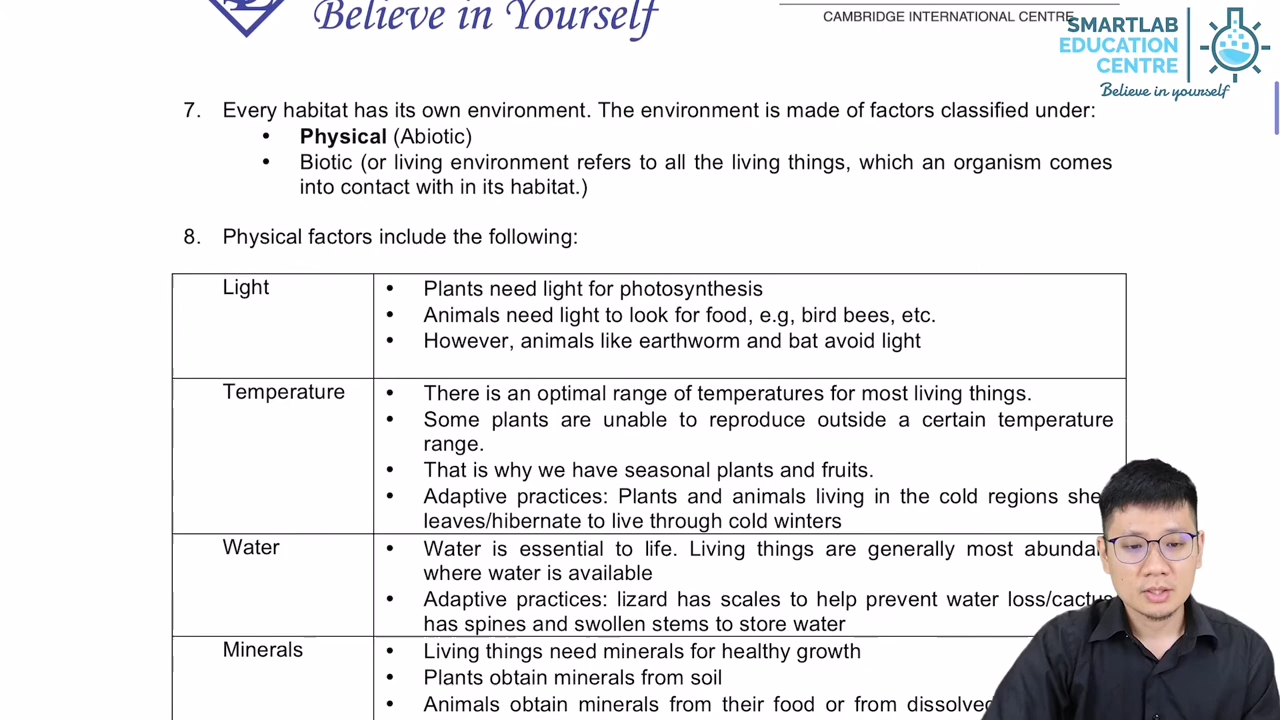 Believe in Yourself
CAMBRIDGE INTERNATIONAL CENTRE
SMARTLAB
EDUCATION
CENTRE
Believe in yourself
7. Every habitat has its own environment. The environment is made of factors classified under:
• Physical (Abiotic)
• Biotic (or living environment refers to all the living things, which an organism comes
into contact with in its habitat.)
8. Physical factors include the following:
Light
• Plants need light for photosynthesis
• Animals need light to look for food, e.g, bird bees, etc.
• However, animals like earthworm and bat avoid light
Temperature
• There is an optimal range of temperatures for most living things.
• Some plants are unable to reproduce outside a certain temperature
range.
• That is why we have seasonal plants and fruits.
• Adaptive practices: Plants and animals living in the cold regions
leaves/hibernate to live through cold winters
Water
• Water is essential to life. Living things are generally most
where water is available
• Adaptive practices: lizard has scales to help prevent water loss/cactus
has spines and swollen stems to store water
Minerals
• Living things need minerals for healthy growth
• Plants obtain minerals from soil
• Animals obtain minerals from their food or from